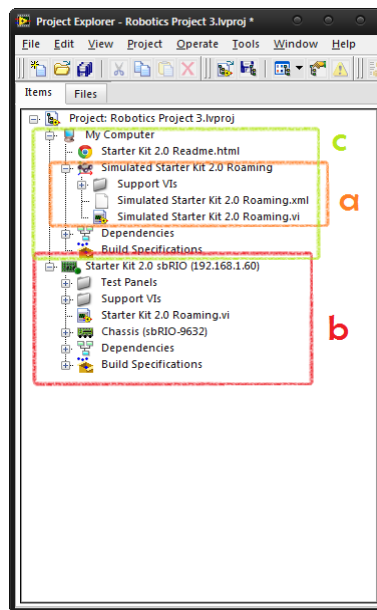 Project Explorer - Robotics Project 3.lvproj *
File Edit View Project Operate Tools Window Help
Items Files
Project: Robotics Project 3.lvproj
My Computer
c
Starter Kit 2.0 Readme.html
Simulated Starter Kit 2.0 Roaming
Support VIs
Simulated Starter Kit 2.0 Roaming.xml
a
Simulated Starter Kit 2.0 Roaming.vi
Dependencies
Build Specifications
Starter Kit 2.0 sbRIO (192.168.1.60)
Test Panels
Support VIs
Starter Kit 2.0 Roaming.vi
Chassis (sbRIO-9632)
b
Dependencies
Build Specifications